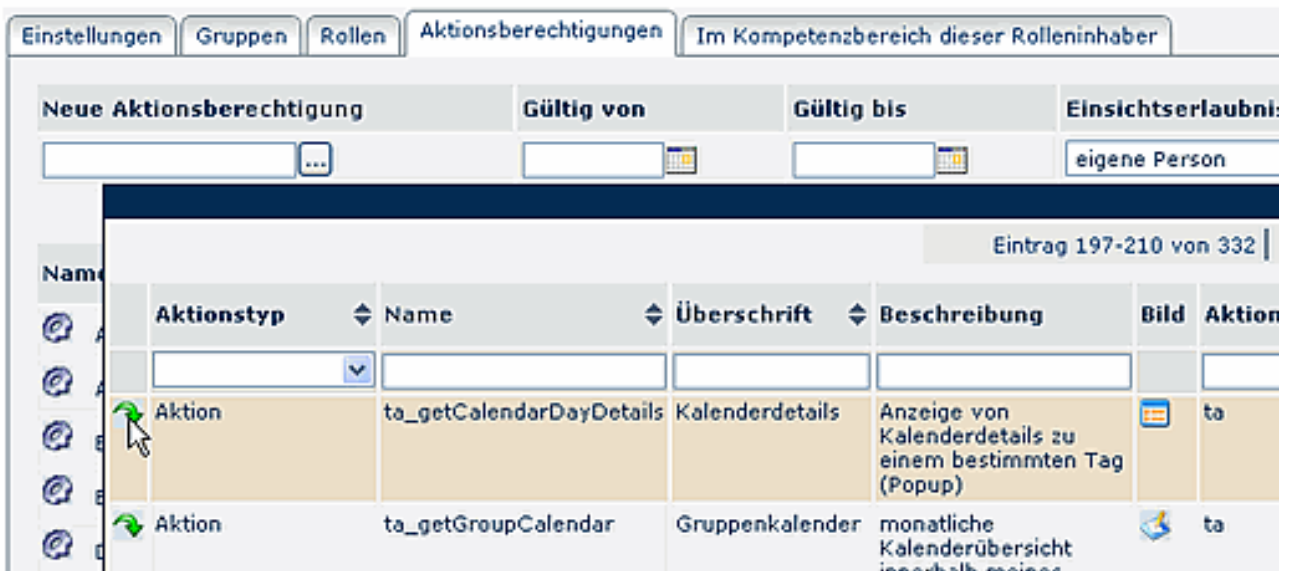 Einstellungen Gruppen Rollen Aktionsberechtigungen Im Kompetenzbereich dieser Rolleninhaber
Neue Aktionsberechtigung Gültig von Gültig bis
... eigene Person
Eintrag 197-210 von 332
Aktionstyp Name Überschrift Beschreibung Bild Aktion
Aktion ta_getCalendarDayDetails Kalenderdetails Anzeige von ta
Kalenderdetails zu
einem bestimmten Tag
(Popup)
Aktion ta_getGroupCalendar Gruppenkalender monatliche ta
Kalenderübersicht